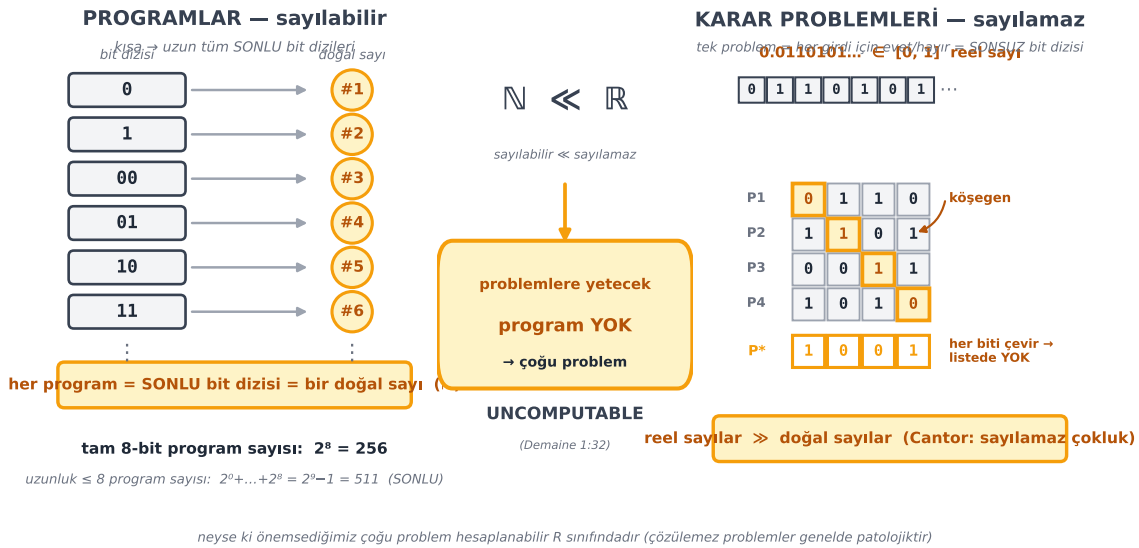 PROGRAMLAR — sayılabilir
kısa → uzun tüm SONLU bit dizileri
bit dizisi
doğal sayı
0
#1
1
#2
00
#3
01
#4
10
#5
11
#6
⋮
⋮
her program = SONLU bit dizisi = bir doğal sayı (
tam 8-bit program sayısı: 2⁸ = 256
uzunluk ≤ 8 program sayısı: 2⁰+…+2⁸ = 2⁹−1 = 511 (SONLU)
ℕ ≪ ℝ
sayılabilir ≪ sayılamaz
problemlere yetecek
program YOK
→ çoğu problem
UNCOMPUTABLE
(Demaine 1:32)
KARAR PROBLEMLERİ — sayılamaz
tek problem = her girdi için evet/hayır = SONSUZ bit dizisi
0.0110101… ∈ [0, 1] reel sayı
0 1 1 0 1 0 1 ⋯
P1 0 1 1 0
köşegen
P2 1 1 0 1
P3 0 0 1 1
P4 1 0 1 0
P* 1 0 0 1
her biti çevir →
listede YOK
reel sayılar ≫ doğal sayılar (Cantor: sayılamaz çokluk)
neyse ki önemsediğimiz çoğu problem hesaplanabilir R sınıfındadır (çözülemez problemler genelde patolojiktir)